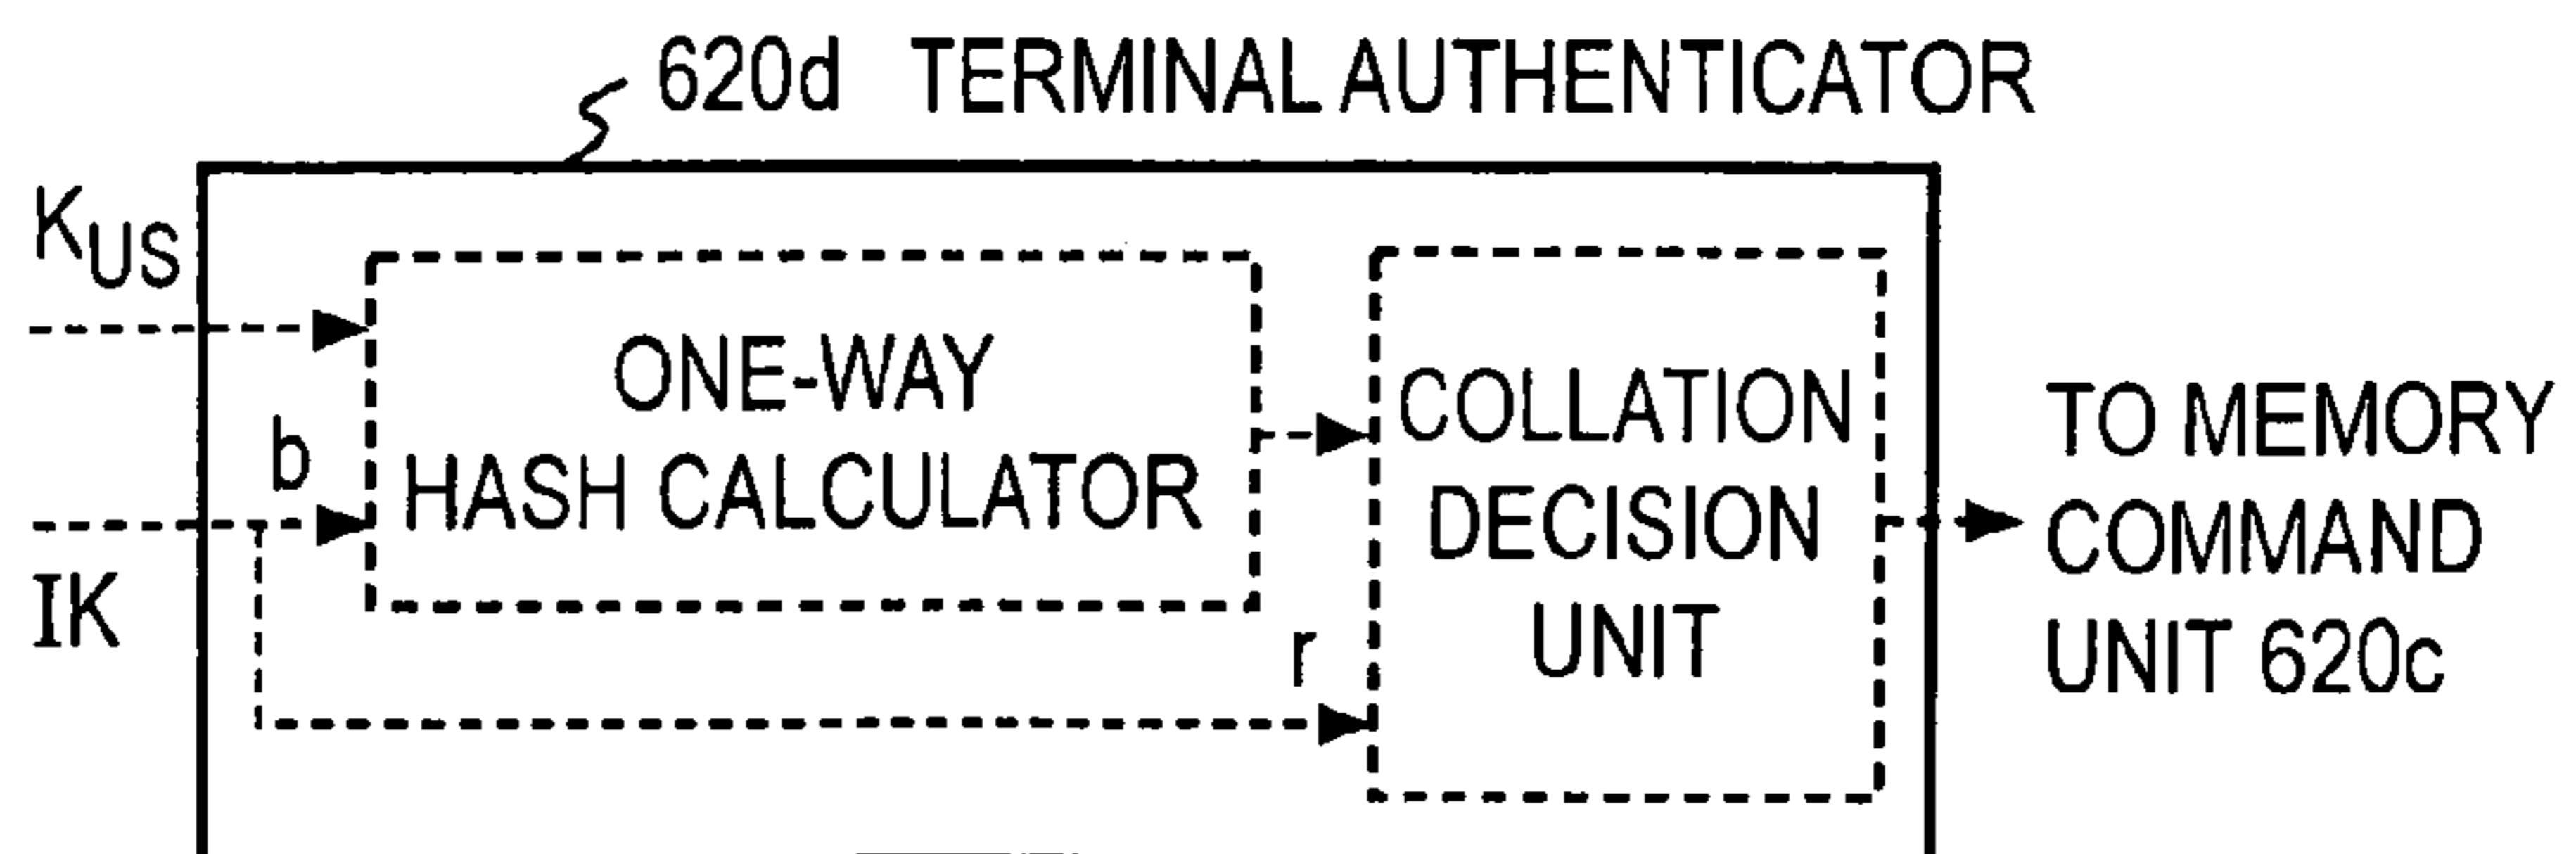 620d TERMINAL AUTHENTICATOR
KUS
ONE-WAY
HASH CALCULATOR
b
IK
COLLATION
DECISION
UNIT
r
TO MEMORY
COMMAND
UNIT 620c